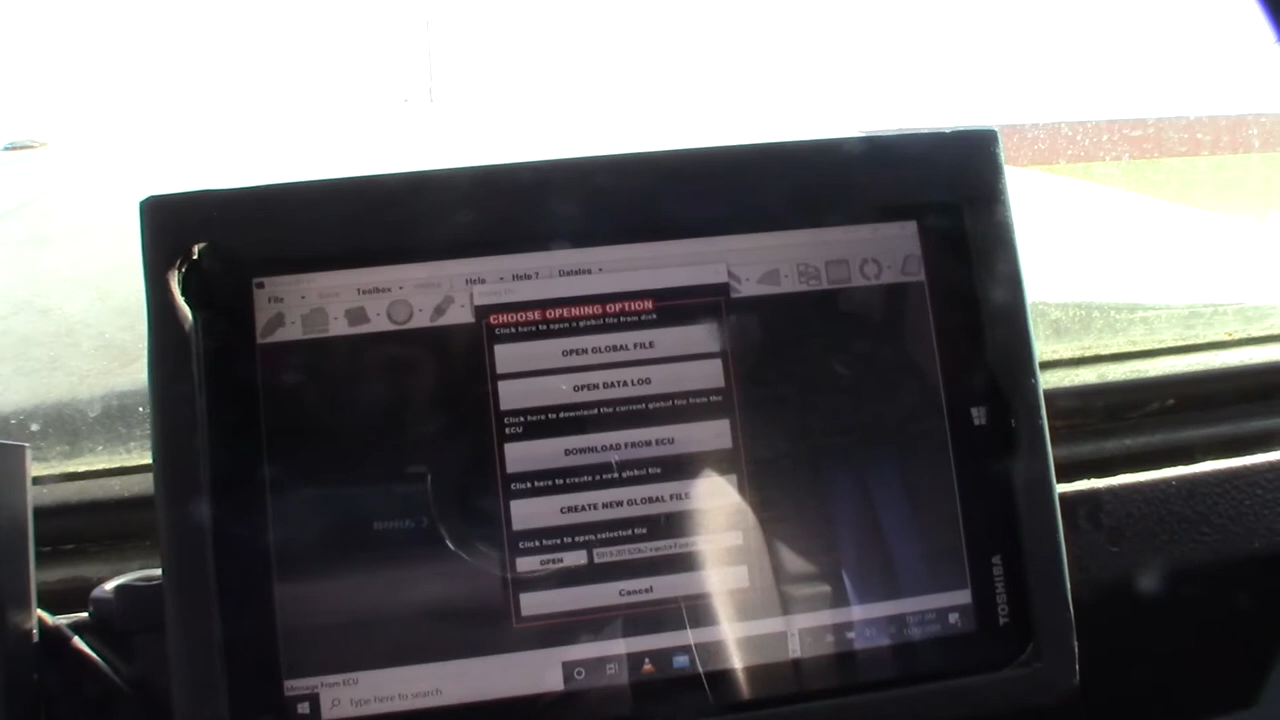 File
Toolbox
Help
Help ?
Datalog
CHOOSE OPENING OPTION
Click here to open a global file from disk
OPEN GLOBAL FILE
OPEN DATA LOG
Click here to download the current global file from the
ECU
DOWNLOAD FROM ECU
Click here to create a new global file
CREATE NEW GLOBAL FILE
Click here to open selected file
OPEN
Cancel
Message From ECU
Type here to search
TOSHIBA